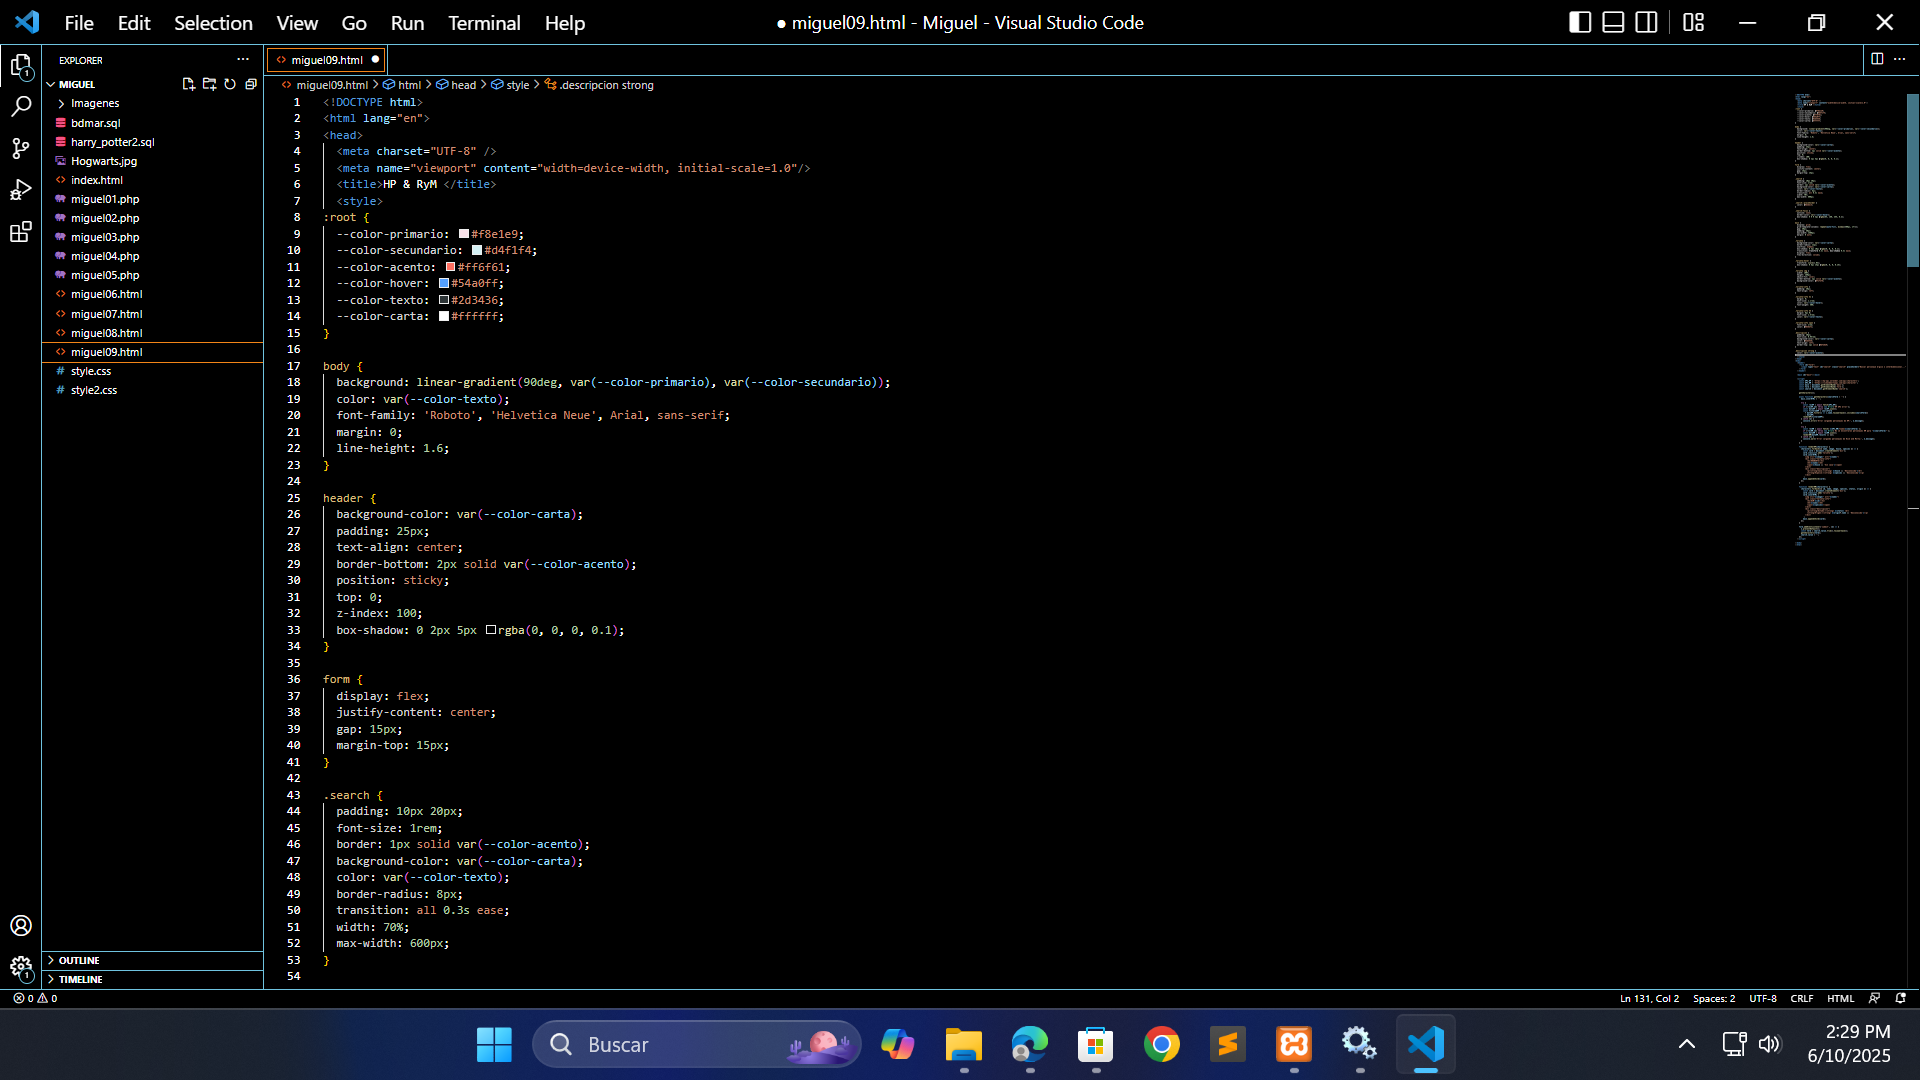 File Edit Selection View Go Run Terminal Help
● miguel09.html - Miguel - Visual Studio Code
EXPLORER
MIGUEL
Imagenes
bdmar.sql
harry_potter2.sql
Hogwarts.jpg
index.html
miguel01.php
miguel02.php
miguel03.php
miguel04.php
miguel05.php
miguel06.html
miguel07.html
miguel08.html
miguel09.html
style.css
style2.css
OUTLINE
TIMELINE
miguel09.html
miguel09.html > html > head > style > .descripcion strong
1 <!DOCTYPE html>
2 <html lang="en">
3 <head>
4 <meta charset="UTF-8" />
5 <meta name="viewport" content="width=device-width, initial-scale=1.0"/>
6 <title>HP & RyM </title>
7 <style>
8 :root {
9 --color-primario: #f8e1e9;
10 --color-secundario: #d4f1f4;
11 --color-acento: #ff6f61;
12 --color-hover: #54a0ff;
13 --color-texto: #2d3436;
14 --color-carta: #ffffff;
15 }
16
17 body {
18 background: linear-gradient(90deg, var(--color-primario), var(--color-secundario));
19 color: var(--color-texto);
20 font-family: 'Roboto', 'Helvetica Neue', Arial, sans-serif;
21 margin: 0;
22 line-height: 1.6;
23 }
24
25 header {
26 background-color: var(--color-carta);
27 padding: 25px;
28 text-align: center;
29 border-bottom: 2px solid var(--color-acento);
30 position: sticky;
31 top: 0;
32 z-index: 100;
33 box-shadow: 0 2px 5px rgba(0, 0, 0, 0.1);
34 }
35
36 form {
37 display: flex;
38 justify-content: center;
39 gap: 15px;
40 margin-top: 15px;
41 }
42
43 .search {
44 padding: 10px 20px;
45 font-size: 1rem;
46 border: 1px solid var(--color-acento);
47 background-color: var(--color-carta);
48 color: var(--color-texto);
49 border-radius: 8px;
50 transition: all 0.3s ease;
51 width: 70%;
52 max-width: 600px;
53 }
54
1
1
0 0
Ln 131, Col 2 Spaces: 2 UTF-8 CRLF HTML
Buscar
2:29 PM
6/10/2025